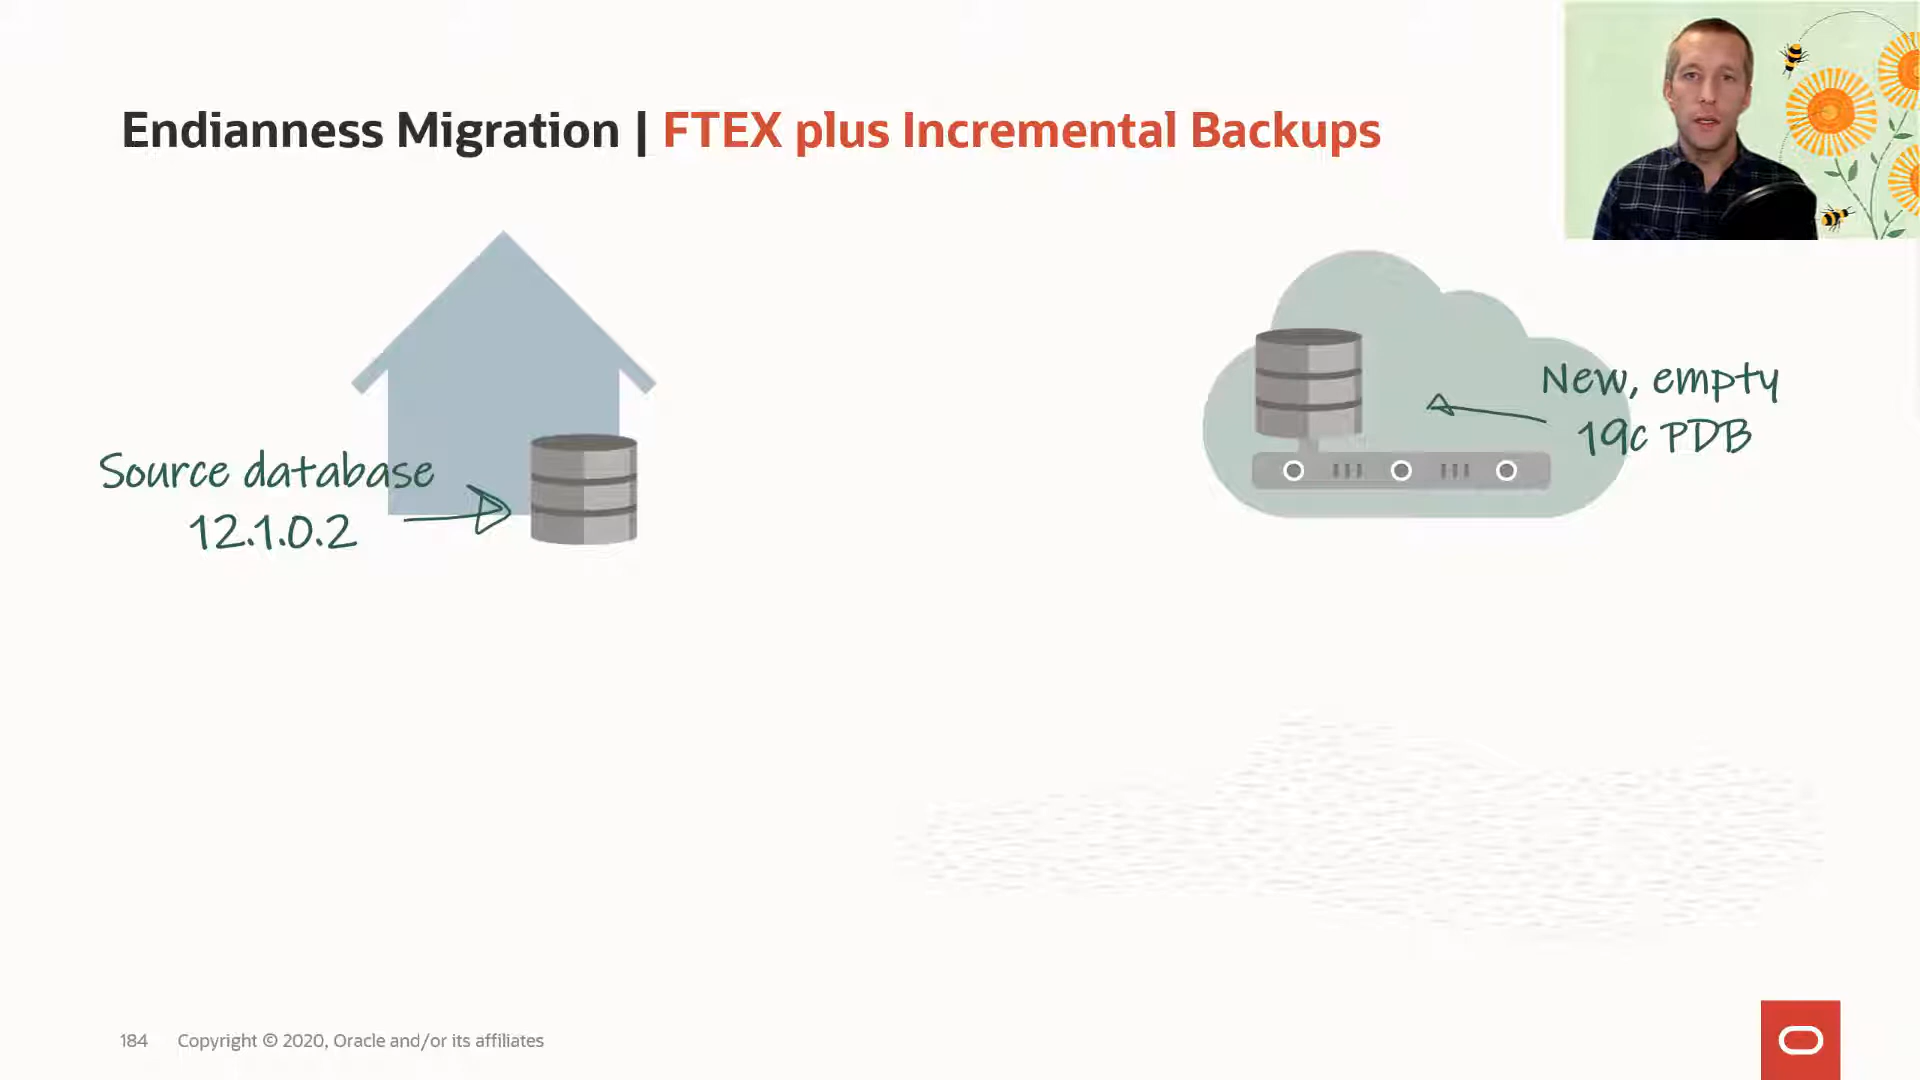 Endianness Migration | FTEX plus Incremental Backups
Source database
12.1.0.2
New, empty
19c PDB
184 Copyright © 2020, Oracle and/or its affiliates